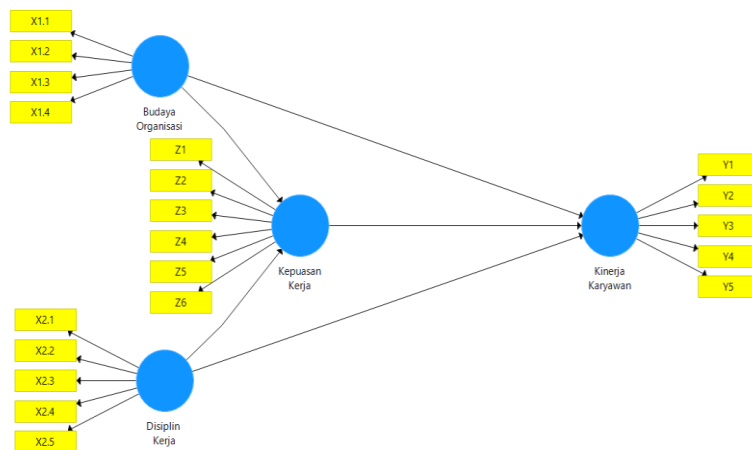 X1.1
X1.2
X1.3
X1.4
Budaya
Organisasi
Z1
Z2
Z3
Z4
Z5
Z6
Kepuasan
Kerja
Y1
Y2
Y3
Y4
Y5
Kinerja
Karyawan
X2.1
X2.2
X2.3
X2.4
X2.5
Disiplin
Kerja